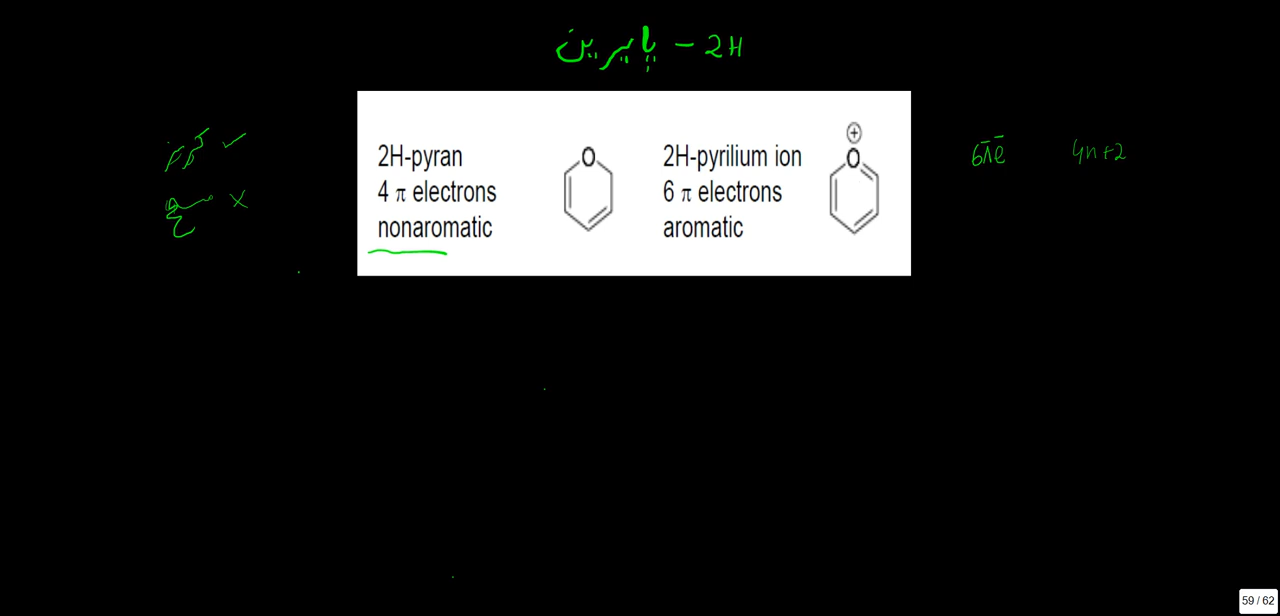 پایرین - 2H
2H-pyran
4 π electrons
nonaromatic
O
2H-pyrilium ion
6 π electrons
aromatic
+
O
6πē 4n+2
✓
×
59 / 62